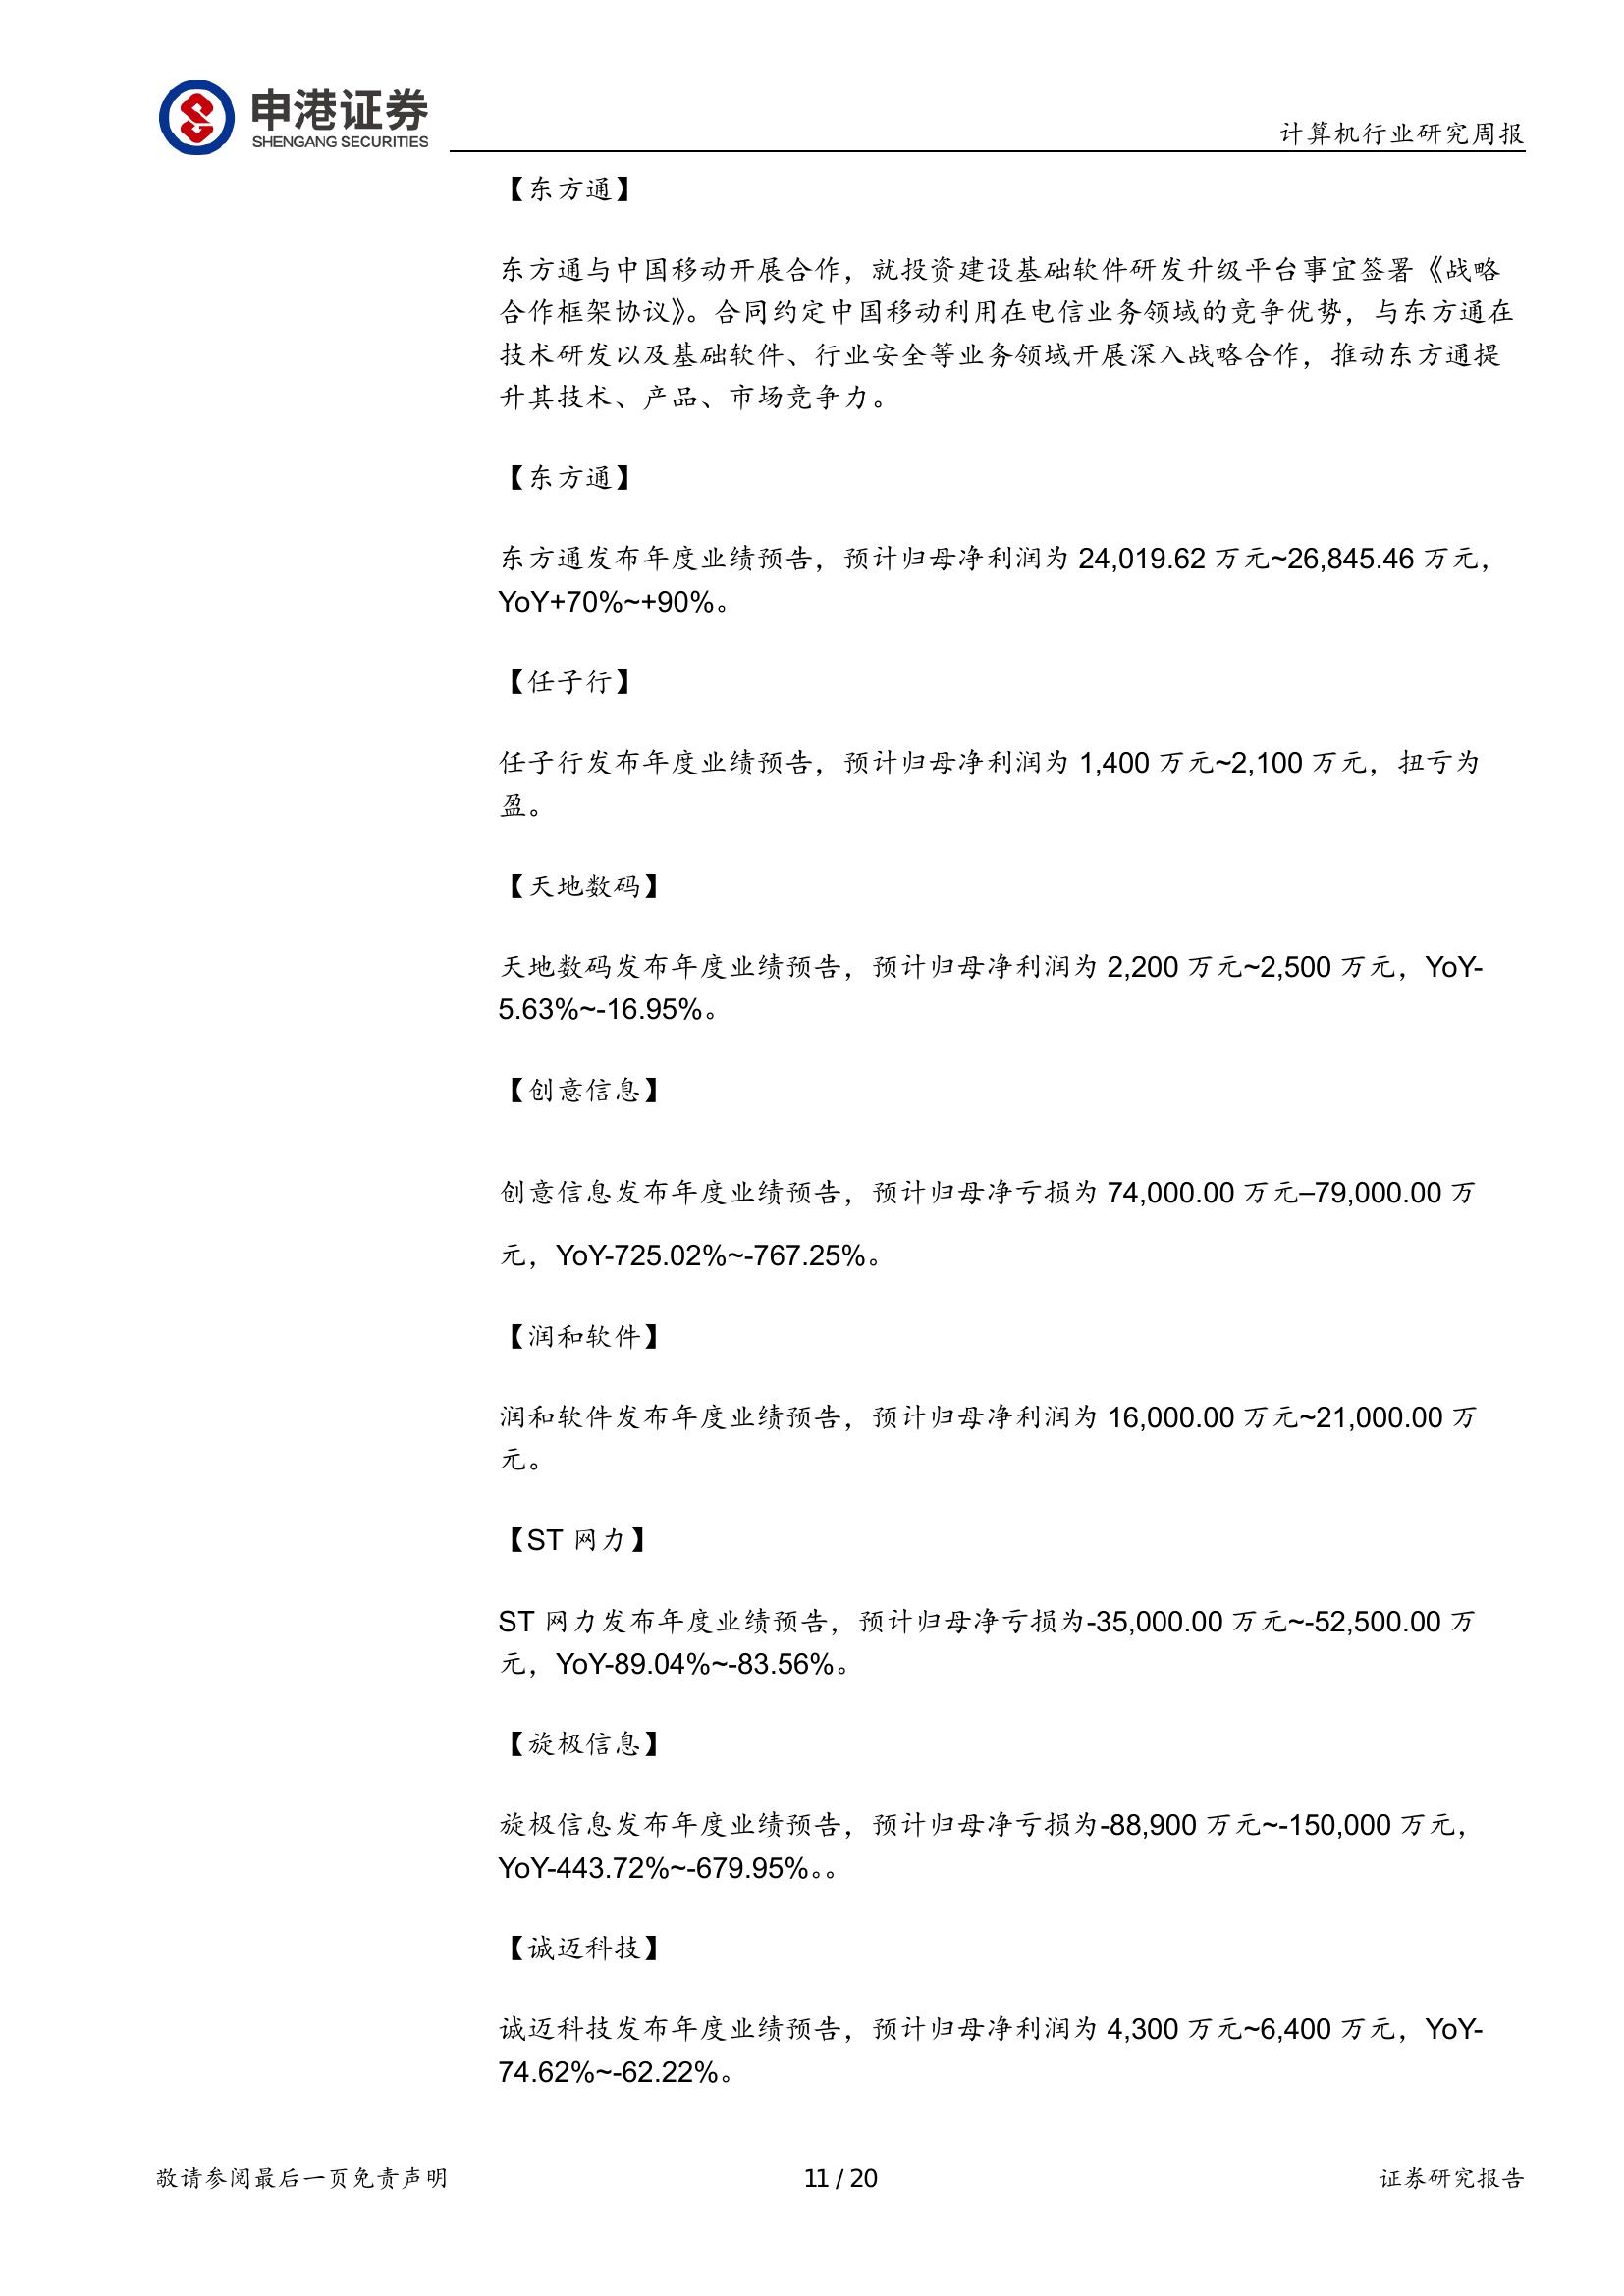 申港证券
SHENGANG SECURITIES
计算机行业研究周报
【东方通】
东方通与中国移动开展合作，就投资建设基础软件研发升级平台事宜签署《战略
合作框架协议》。合同约定中国移动利用在电信业务领域的竞争优势，与东方通在
技术研发以及基础软件、行业安全等业务领域开展深入战略合作，推动东方通提
升其技术、产品、市场竞争力。
【东方通】
东方通发布年度业绩预告，预计归母净利润为 24,019.62 万元~26,845.46 万元，
YoY+70%~+90%。
【任子行】
任子行发布年度业绩预告，预计归母净利润为 1,400 万元~2,100 万元，扭亏为
盈。
【天地数码】
天地数码发布年度业绩预告，预计归母净利润为 2,200 万元~2,500 万元，YoY-
5.63%~-16.95%。
【创意信息】
创意信息发布年度业绩预告，预计归母净亏损为 74,000.00 万元–79,000.00 万
元，YoY-725.02%~-767.25%。
【润和软件】
润和软件发布年度业绩预告，预计归母净利润为 16,000.00 万元~21,000.00 万
元。
【ST 网力】
ST 网力发布年度业绩预告，预计归母净亏损为-35,000.00 万元~-52,500.00 万
元，YoY-89.04%~-83.56%。
【旋极信息】
旋极信息发布年度业绩预告，预计归母净亏损为-88,900 万元~-150,000 万元，
YoY-443.72%~-679.95%。。
【诚迈科技】
诚迈科技发布年度业绩预告，预计归母净利润为 4,300 万元~6,400 万元，YoY-
74.62%~-62.22%。
敬请参阅最后一页免责声明
11 / 20
证券研究报告